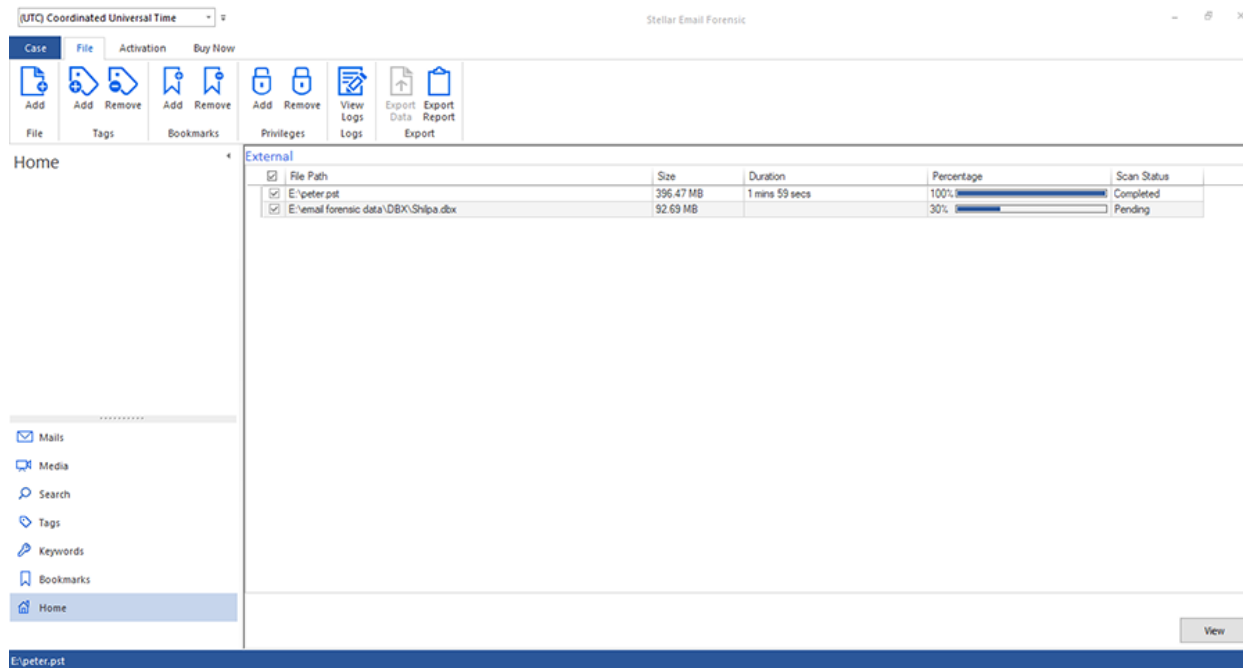 (UTC) Coordinated Universal Time
Stellar Email Forensic
Case File Activation Buy Now
Add Add Remove Add Remove Add Remove View Logs Export Data Export Report
File Tags Bookmarks Privileges Logs Export
Home
External
File Path Size Duration Percentage Scan Status
E:\peter.pst 396.47 MB 1 mins 59 secs 100% Completed
E:\email forensic data\DBX\Shilpa.dbx 92.69 MB 30% Pending
Mails
Media
Search
Tags
Keywords
Bookmarks
Home
View
E:\peter.pst